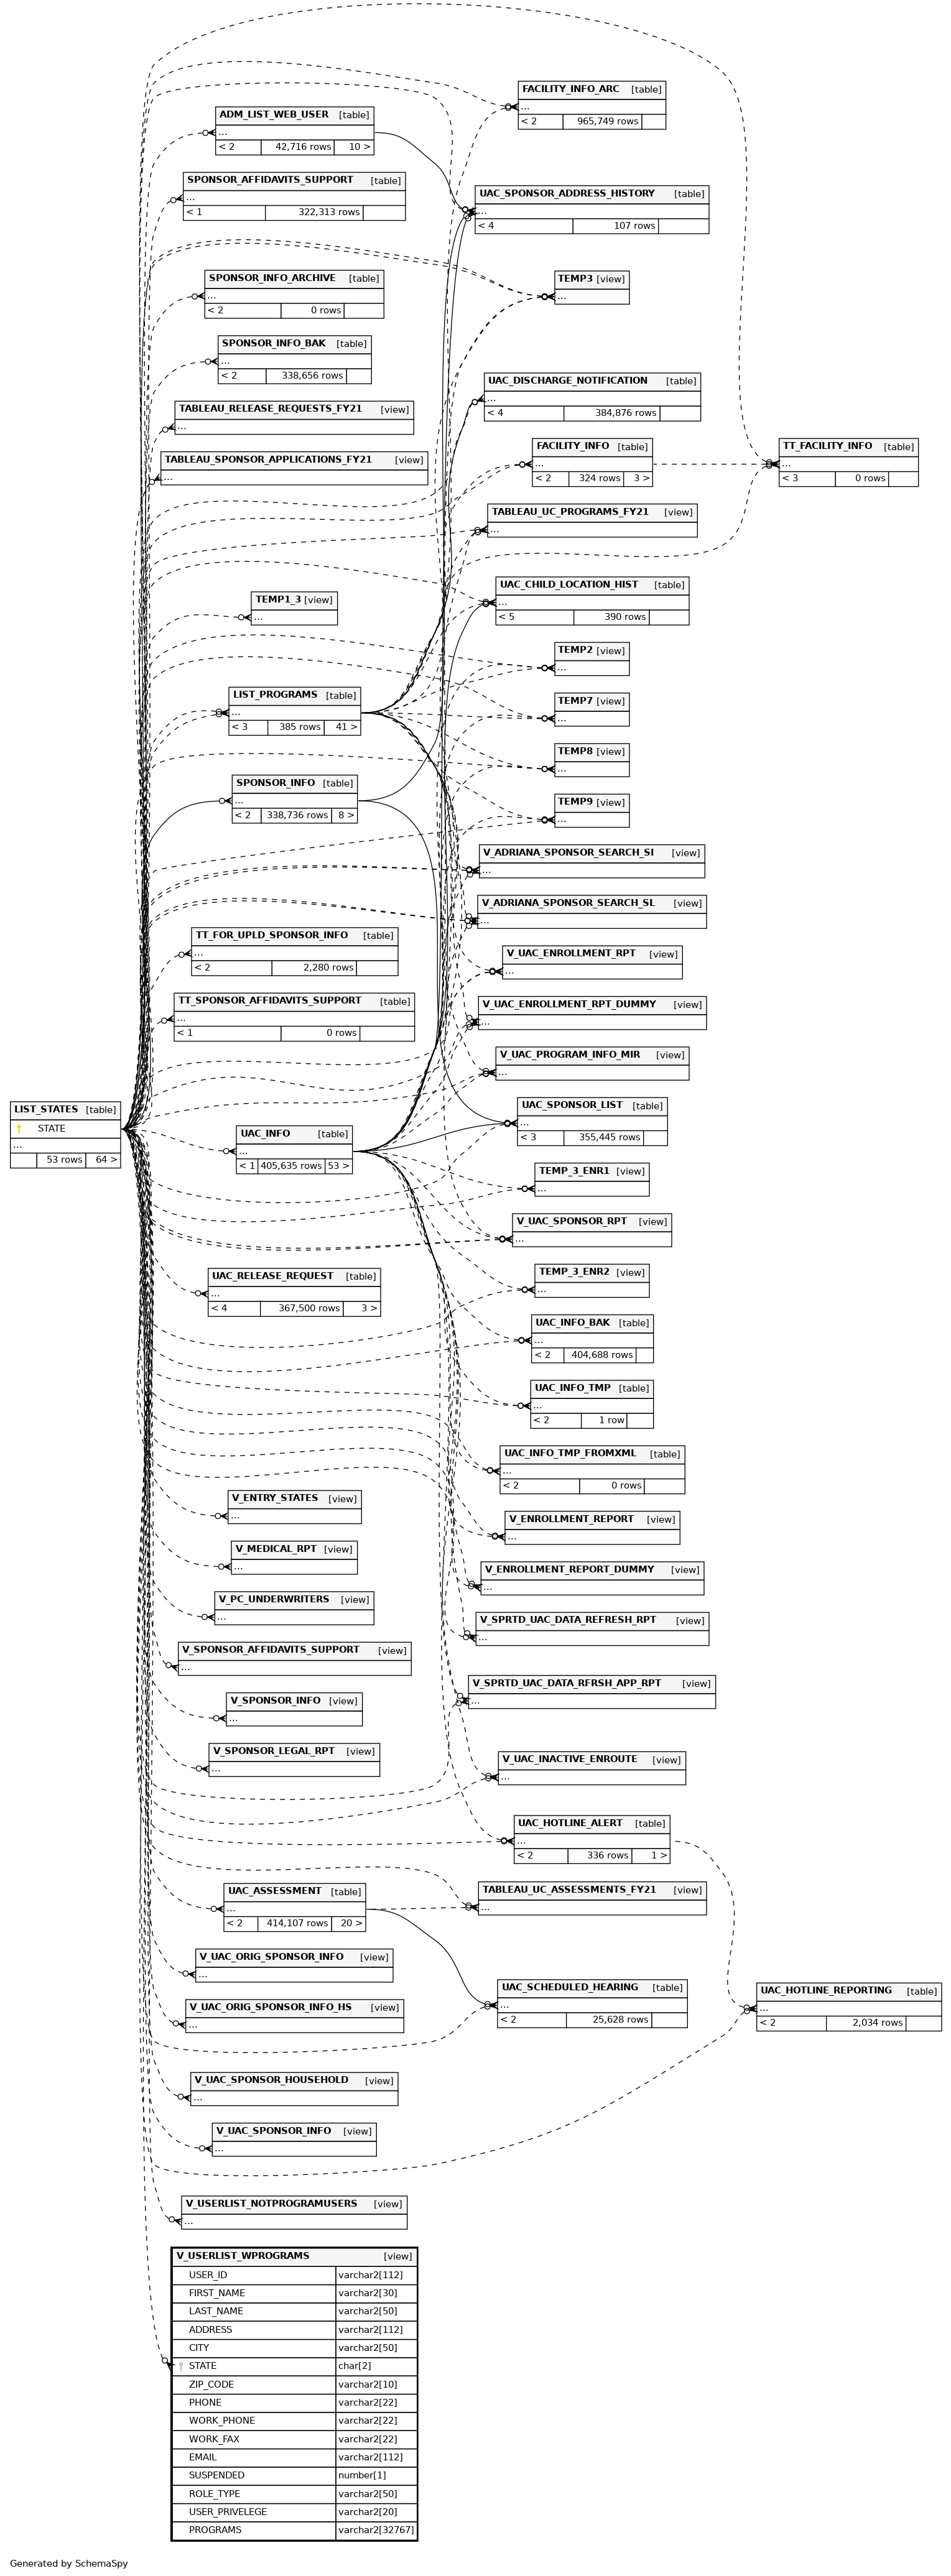 FACILITY_INFO_ARC [table]
...
< 2 965,749 rows
ADM_LIST_WEB_USER [table]
...
< 2 42,716 rows 10 >
SPONSOR_AFFIDAVITS_SUPPORT [table]
...
< 1 322,313 rows
UAC_SPONSOR_ADDRESS_HISTORY [table]
...
< 4 107 rows
SPONSOR_INFO_ARCHIVE [table]
...
< 2 0 rows
TEMP3 [view]
...
SPONSOR_INFO_BAK [table]
...
< 2 338,656 rows
UAC_DISCHARGE_NOTIFICATION [table]
...
< 4 384,876 rows
TABLEAU_RELEASE_REQUESTS_FY21 [view]
...
FACILITY_INFO [table]
...
< 2 324 rows 3 >
TT_FACILITY_INFO [table]
...
< 3 0 rows
TABLEAU_SPONSOR_APPLICATIONS_FY21 [view]
...
TABLEAU_UC_PROGRAMS_FY21 [view]
...
UAC_CHILD_LOCATION_HIST [table]
...
< 5 390 rows
TEMP1_3 [view]
...
TEMP2 [view]
...
LIST_PROGRAMS [table]
...
< 3 385 rows 41 >
TEMP7 [view]
...
TEMP8 [view]
...
SPONSOR_INFO [table]
...
< 2 338,736 rows 8 >
TEMP9 [view]
...
V_ADRIANA_SPONSOR_SEARCH_SI [view]
...
V_ADRIANA_SPONSOR_SEARCH_SL [view]
...
TT_FOR_UPLD_SPONSOR_INFO [table]
...
< 2 2,280 rows
V_UAC_ENROLLMENT_RPT [view]
...
TT_SPONSOR_AFFIDAVITS_SUPPORT [table]
...
< 1 0 rows
V_UAC_ENROLLMENT_RPT_DUMMY [view]
...
V_UAC_PROGRAM_INFO_MIR [view]
...
LIST_STATES [table]
STATE
...
53 rows 64 >
UAC_SPONSOR_LIST [table]
...
< 3 355,445 rows
UAC_INFO [table]
...
< 1 405,635 rows 53 >
TEMP_3_ENR1 [view]
...
V_UAC_SPONSOR_RPT [view]
...
UAC_RELEASE_REQUEST [table]
...
< 4 367,500 rows 3 >
TEMP_3_ENR2 [view]
...
UAC_INFO_BAK [table]
...
< 2 404,688 rows
UAC_INFO_TMP [table]
...
< 2 1 row
UAC_INFO_TMP_FROMXML [table]
...
< 2 0 rows
V_ENTRY_STATES [view]
...
V_ENROLLMENT_REPORT [view]
...
V_MEDICAL_RPT [view]
...
V_ENROLLMENT_REPORT_DUMMY [view]
...
V_PC_UNDERWRITERS [view]
...
V_SPRTD_UAC_DATA_REFRESH_RPT [view]
...
V_SPONSOR_AFFIDAVITS_SUPPORT [view]
...
V_SPRTD_UAC_DATA_RFRSH_APP_RPT [view]
...
V_SPONSOR_INFO [view]
...
V_SPONSOR_LEGAL_RPT [view]
...
V_UAC_INACTIVE_ENROUTE [view]
...
UAC_HOTLINE_ALERT [table]
...
< 2 336 rows 1 >
UAC_ASSESSMENT [table]
...
< 2 414,107 rows 20 >
TABLEAU_UC_ASSESSMENTS_FY21 [view]
...
V_UAC_ORIG_SPONSOR_INFO [view]
...
UAC_SCHEDULED_HEARING [table]
...
< 2 25,628 rows
UAC_HOTLINE_REPORTING [table]
...
< 2 2,034 rows
V_UAC_ORIG_SPONSOR_INFO_HS [view]
...
V_UAC_SPONSOR_HOUSEHOLD [view]
...
V_UAC_SPONSOR_INFO [view]
...
V_USERLIST_NOTPROGRAMUSERS [view]
...
V_USERLIST_WPROGRAMS [view]
USER_ID varchar2[112]
FIRST_NAME varchar2[30]
LAST_NAME varchar2[50]
ADDRESS varchar2[112]
CITY varchar2[50]
STATE char[2]
ZIP_CODE varchar2[10]
PHONE varchar2[22]
WORK_PHONE varchar2[22]
WORK_FAX varchar2[22]
EMAIL varchar2[112]
SUSPENDED number[1]
ROLE_TYPE varchar2[50]
USER_PRIVELEGE varchar2[20]
PROGRAMS varchar2[32767]
Generated by SchemaSpy